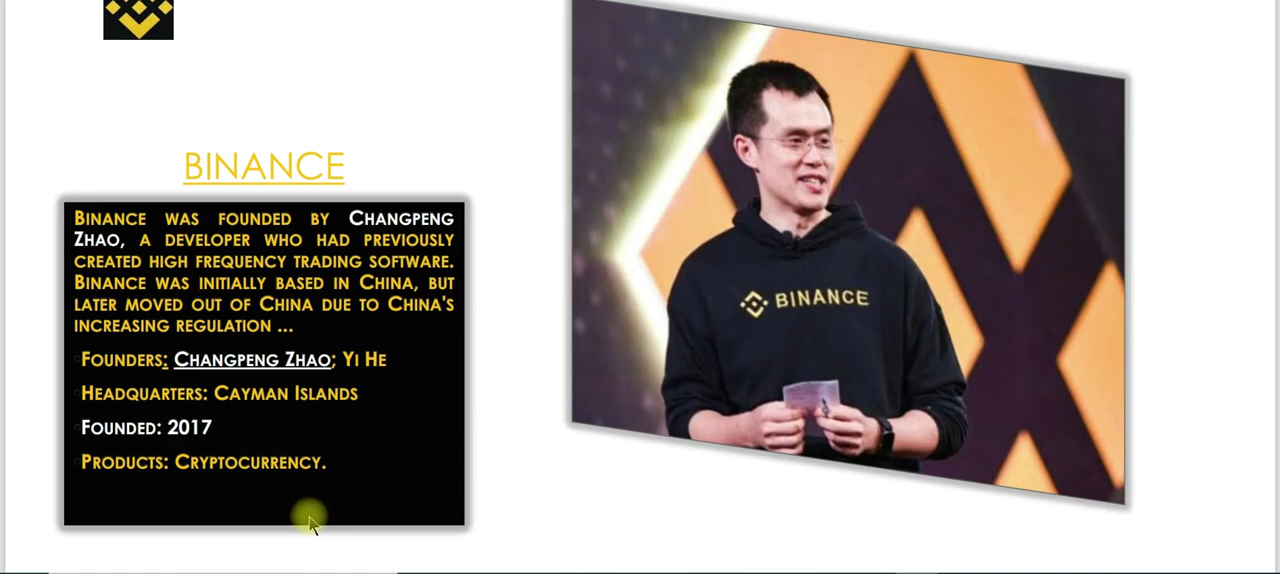 BINANCE
BINANCE WAS FOUNDED BY CHANGPENG
ZHAO, A DEVELOPER WHO HAD PREVIOUSLY
CREATED HIGH FREQUENCY TRADING SOFTWARE.
BINANCE WAS INITIALLY BASED IN CHINA, BUT
LATER MOVED OUT OF CHINA DUE TO CHINA'S
INCREASING REGULATION ...
FOUNDERS: CHANGPENG ZHAO; YI HE
HEADQUARTERS: CAYMAN ISLANDS
FOUNDED: 2017
PRODUCTS: CRYPTOCURRENCY.
BINANCE